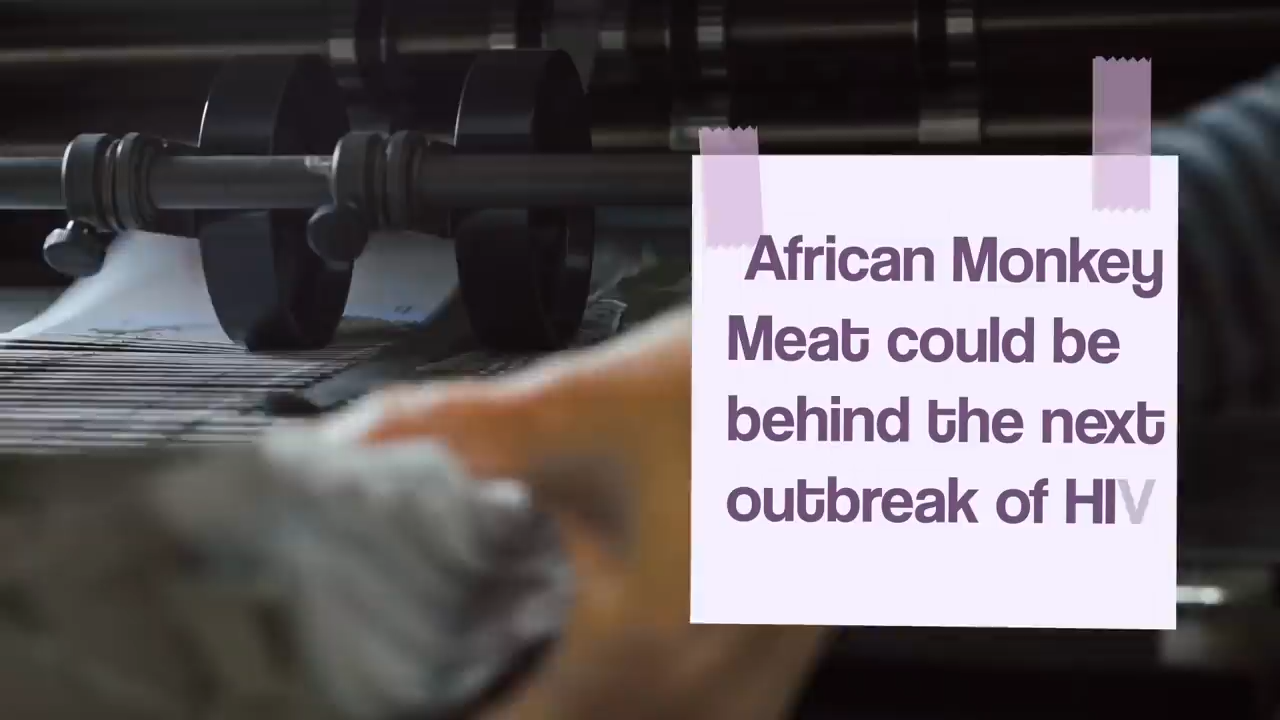 African Monkey
Meat could be
behind the next
outbreak of HIV